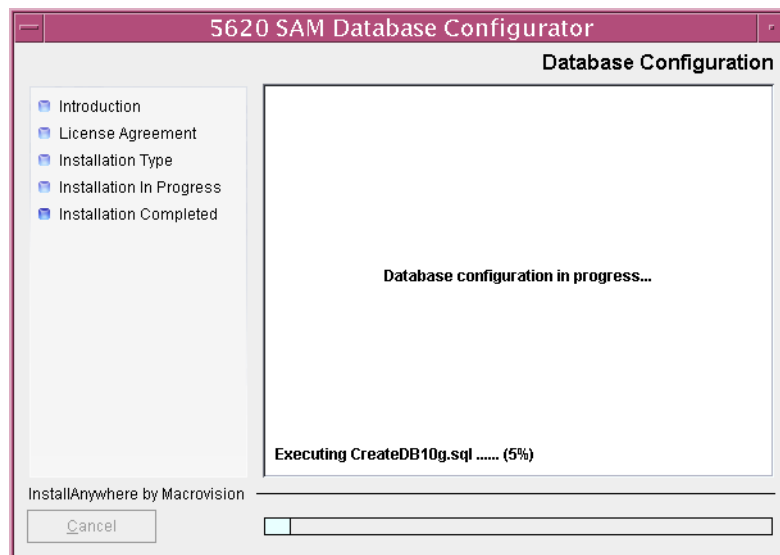 5620 SAM Database Configurator
Database Configuration
Introduction
License Agreement
Installation Type
Installation In Progress
Installation Completed
Database configuration in progress...
Executing CreateDB10g.sql ...... (5%)
InstallAnywhere by Macrovision
Cancel